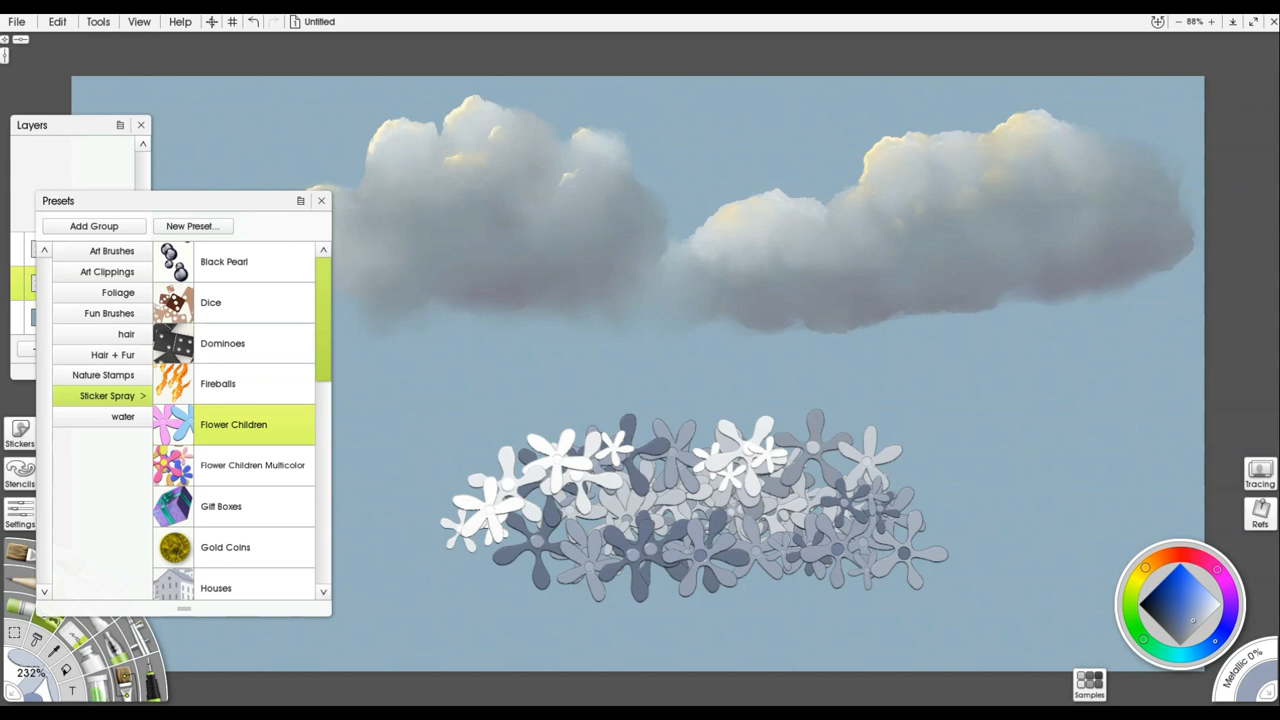 File Edit Tools View Help Untitled 88%
Layers
Presets
Add Group New Preset...
Art Brushes
Art Clippings
Foliage
Fun Brushes
hair
Hair + Fur
Nature Stamps
Sticker Spray >
water
Black Pearl
Dice
Dominoes
Fireballs
Flower Children
Flower Children Multicolor
Gift Boxes
Gold Coins
Houses
Stickers
Stencils
Settings
232%
T
Tracing
Refs
Samples
Metallic 0%